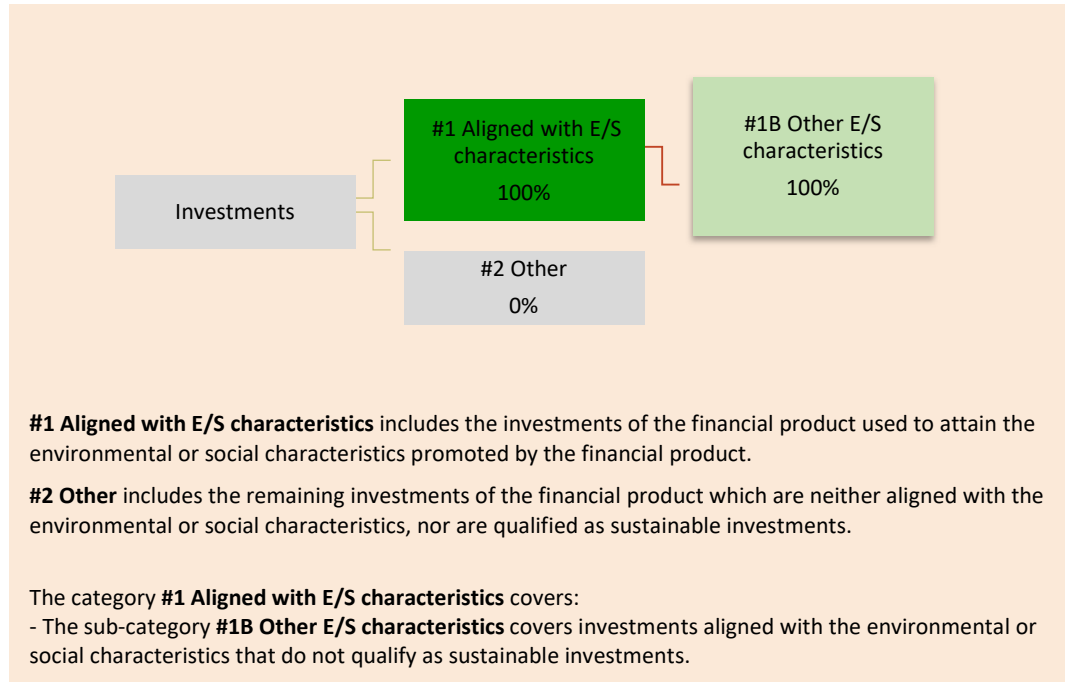 #1 Aligned with E/S
characteristics
100%
#1B Other E/S
characteristics
100%
Investments
#2 Other
0%
#1 Aligned with E/S characteristics includes the investments of the financial product used to attain the
environmental or social characteristics promoted by the financial product.
#2 Other includes the remaining investments of the financial product which are neither aligned with the
environmental or social characteristics, nor are qualified as sustainable investments.
The category #1 Aligned with E/S characteristics covers:
- The sub-category #1B Other E/S characteristics covers investments aligned with the environmental or
social characteristics that do not qualify as sustainable investments.